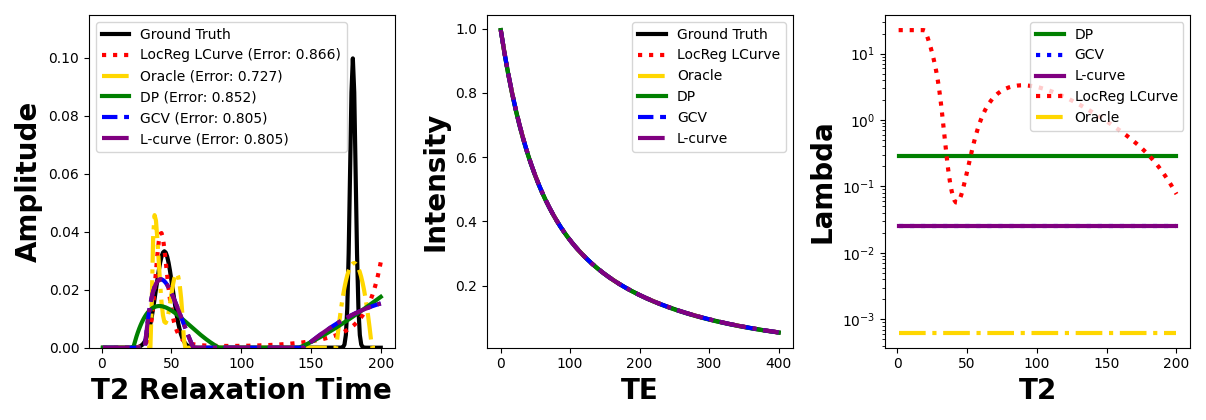 Amplitude
0.10
0.08
0.06
0.04
0.02
0.00
Ground Truth
LocReg LCurve (Error: 0.866)
Oracle (Error: 0.727)
DP (Error: 0.852)
GCV (Error: 0.805)
L-curve (Error: 0.805)
0 50 100 150 200
T2 Relaxation Time
Intensity
1.0
0.8
0.6
0.4
0.2
Ground Truth
LocReg LCurve
Oracle
DP
GCV
L-curve
0 100 200 300 400
TE
Lambda
10¹
10⁰
10⁻¹
10⁻²
10⁻³
DP
GCV
L-curve
LocReg LCurve
Oracle
0 50 100 150 200
T2